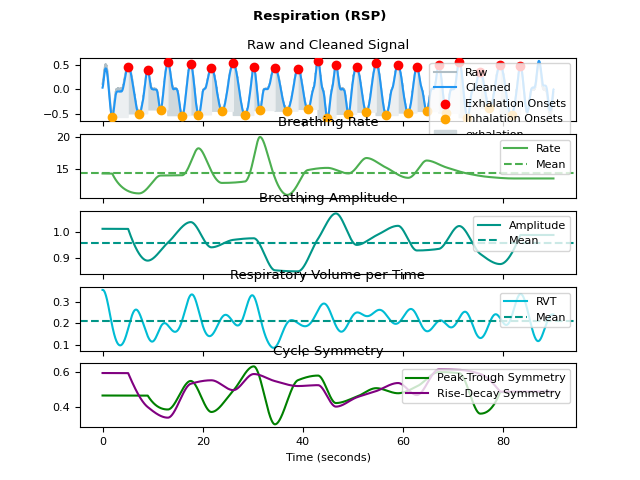 Respiration (RSP)
Raw and Cleaned Signal
0.5
0.0
−0.5
Raw
Cleaned
Exhalation Onsets
Inhalation Onsets
exhalation
Breathing Rate
20
15
Rate
Mean
Breathing Amplitude
1.0
0.9
Amplitude
Mean
Respiratory Volume per Time
0.3
0.2
0.1
RVT
Mean
Cycle Symmetry
0.6
0.4
Peak-Trough Symmetry
Rise-Decay Symmetry
0 20 40 60 80
Time (seconds)